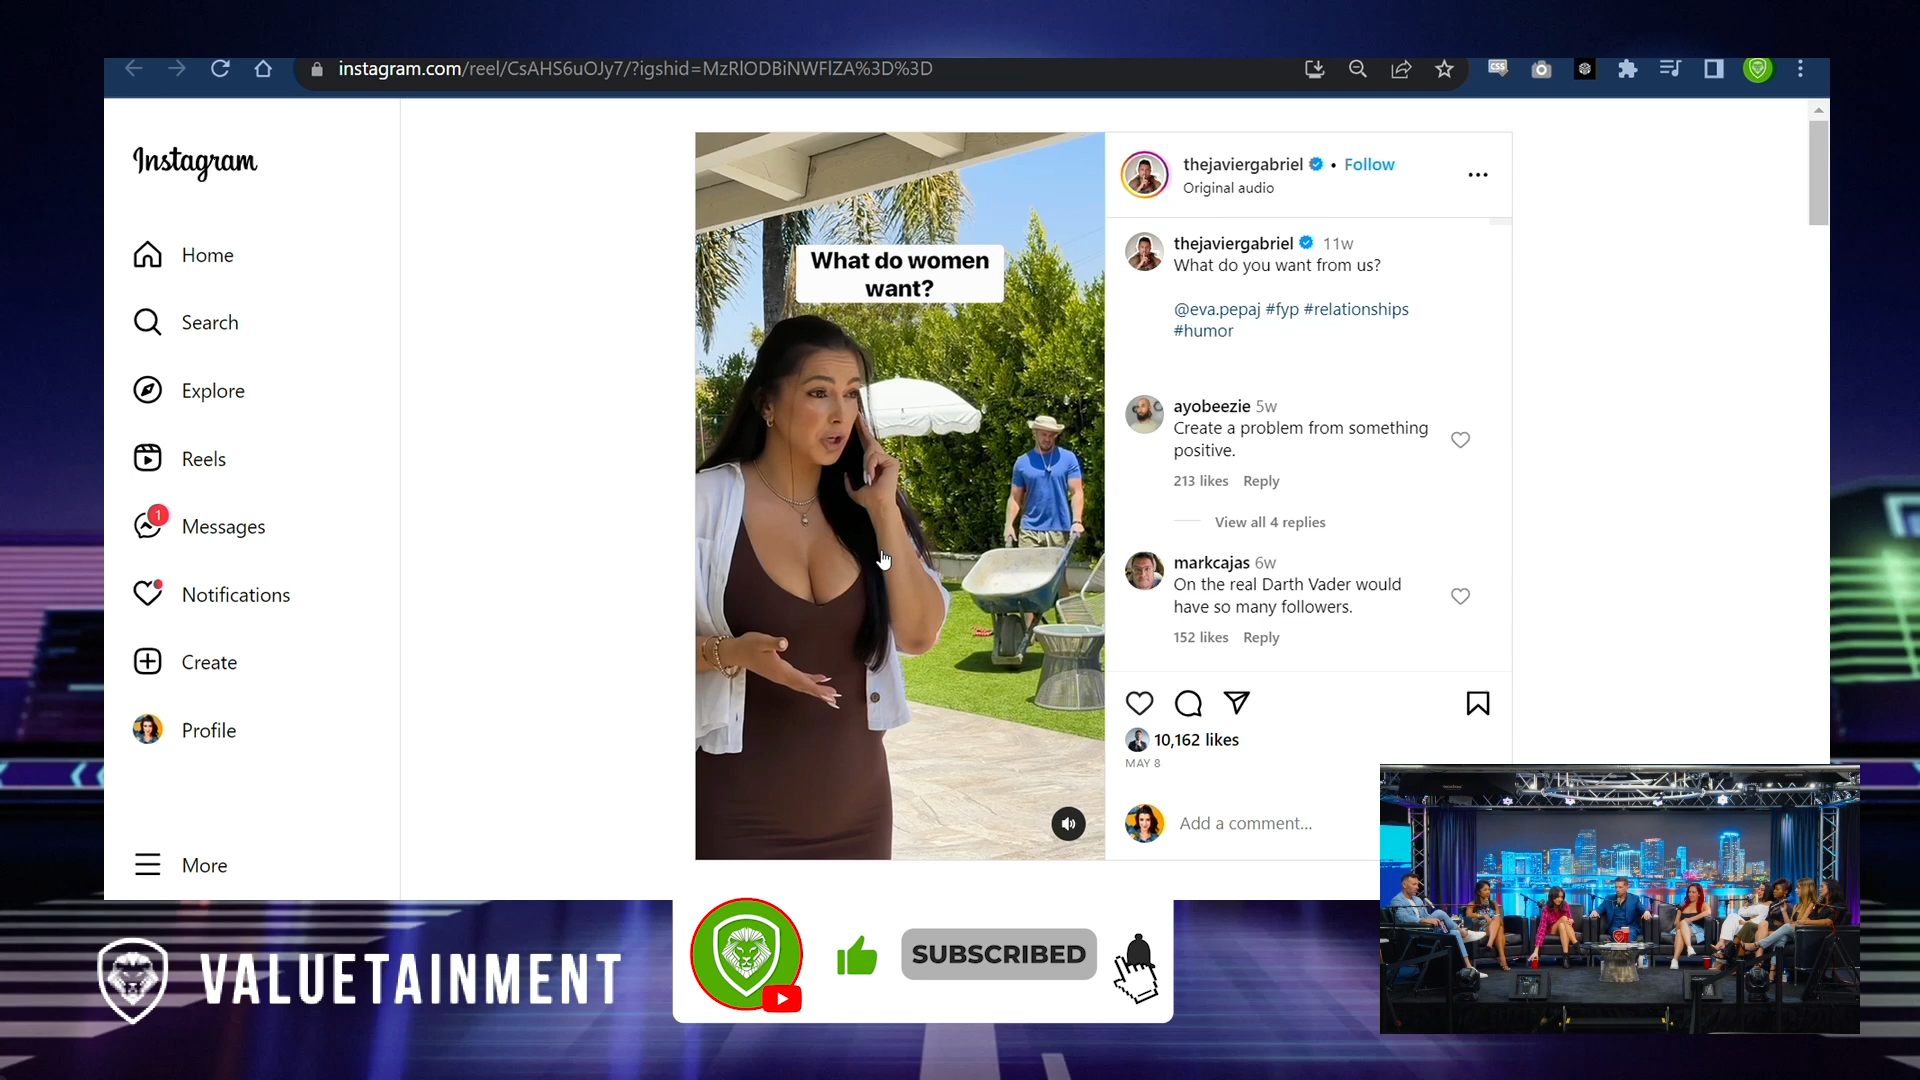 instagram.com/reel/CsAHS6uOJy7/?igshid=MzRlODBiNWFlZA%3D%3D
CSS
Instagram
Home
Search
Explore
Reels
1
Messages
Notifications
Create
Profile
More
What do women
want?
thejaviergabriel • Follow
Original audio
thejaviergabriel 11w
What do you want from us?
@eva.pepaj #fyp #relationships
#humor
ayobeezie 5w
Create a problem from something
positive.
213 likes Reply
View all 4 replies
markcajas 6w
On the real Darth Vader would
have so many followers.
152 likes Reply
10,162 likes
MAY 8
Add a comment...
VALUETAINMENT
SUBSCRIBED